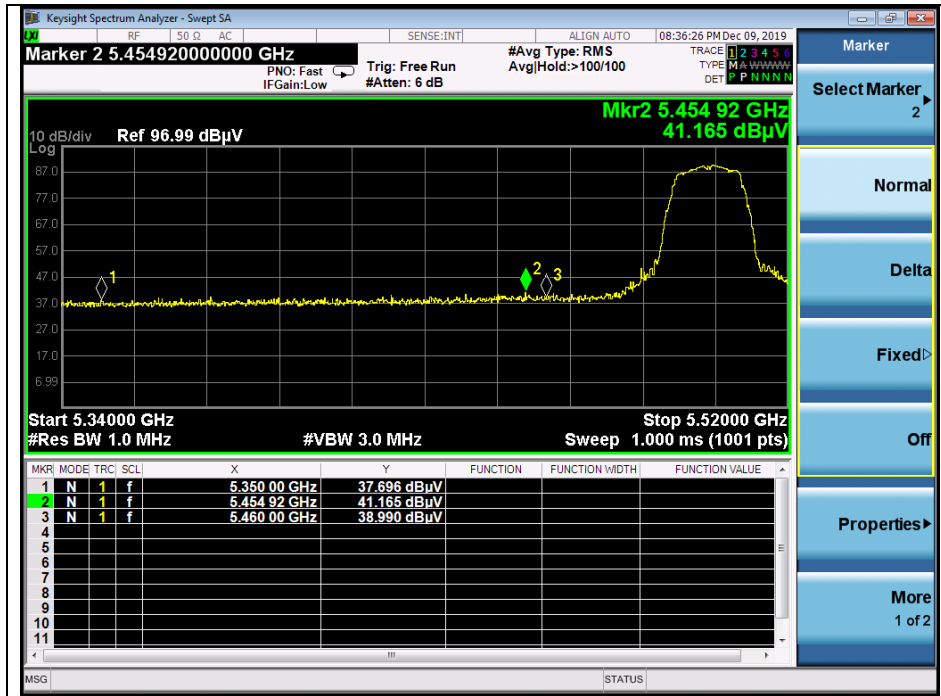 Keysight Spectrum Analyzer - Swept SA
LXI RF 50 Ω AC SENSE:INT ALIGN AUTO 08:36:26 PM Dec 09, 2019
Marker 2 5.454920000000 GHz
PNO: Fast
IFGain:Low
Trig: Free Run
#Atten: 6 dB
#Avg Type: RMS
Avg|Hold:>100/100
TRACE 1 2 3 4 5 6
TYPE M A W W W W
DET P P N N N N
Mkr2 5.454 92 GHz
41.165 dBµV
10 dB/div Ref 96.99 dBµV
Log
87.0
77.0
67.0
57.0
47.0
37.0
27.0
17.0
6.99
1
2
3
Start 5.34000 GHz
Stop 5.52000 GHz
#Res BW 1.0 MHz #VBW 3.0 MHz Sweep 1.000 ms (1001 pts)
MKR MODE TRC SCL X Y FUNCTION FUNCTION WIDTH FUNCTION VALUE
1 N 1 f 5.350 00 GHz 37.696 dBµV
2 N 1 f 5.454 92 GHz 41.165 dBµV
3 N 1 f 5.460 00 GHz 38.990 dBµV
4
5
6
7
8
9
10
11
MSG STATUS
Marker
Select Marker
2
Normal
Delta
Fixed
Off
Properties
More
1 of 2